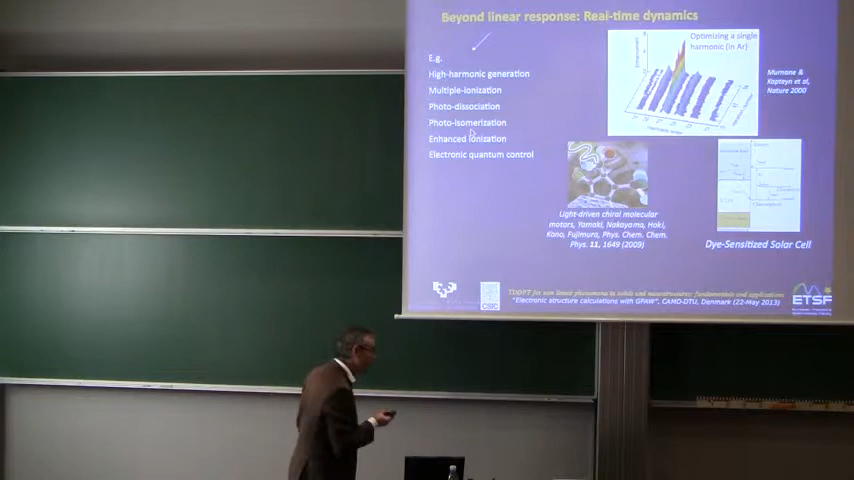 Beyond linear response: Real-time dynamics
E.g.
High-harmonic generation
Multiple-ionization
Photo-dissociation
Photo-isomerization
Enhanced ionization
Electronic quantum control
Optimizing a single
harmonic (in Ar)
Murnane &
Kapteyn et al,
Nature 2000
Light-driven chiral molecular
motors, Yamaki, Nakayama, Hoki,
Kono, Fujimura, Phys. Chem. Chem.
Phys. 11, 1649 (2009)
Dye-Sensitized Solar Cell
TDDFT for non linear phenomena in solids and nanostructures: fundamentals and applications
"Electronic structure calculations with GPAW", CAMD-DTU, Denmark (22-May 2013)
CSIC
ETSF